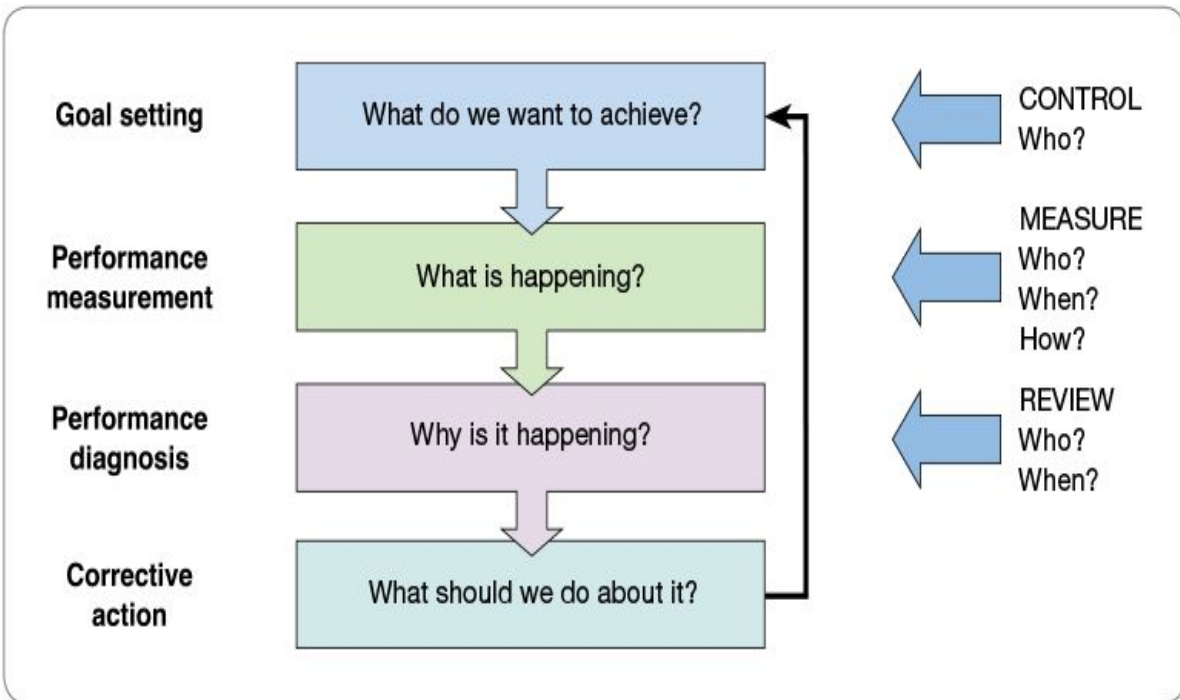 Goal setting
What do we want to achieve?
CONTROL
Who?
Performance
measurement
What is happening?
MEASURE
Who?
When?
How?
Performance
diagnosis
Why is it happening?
REVIEW
Who?
When?
Corrective
action
What should we do about it?